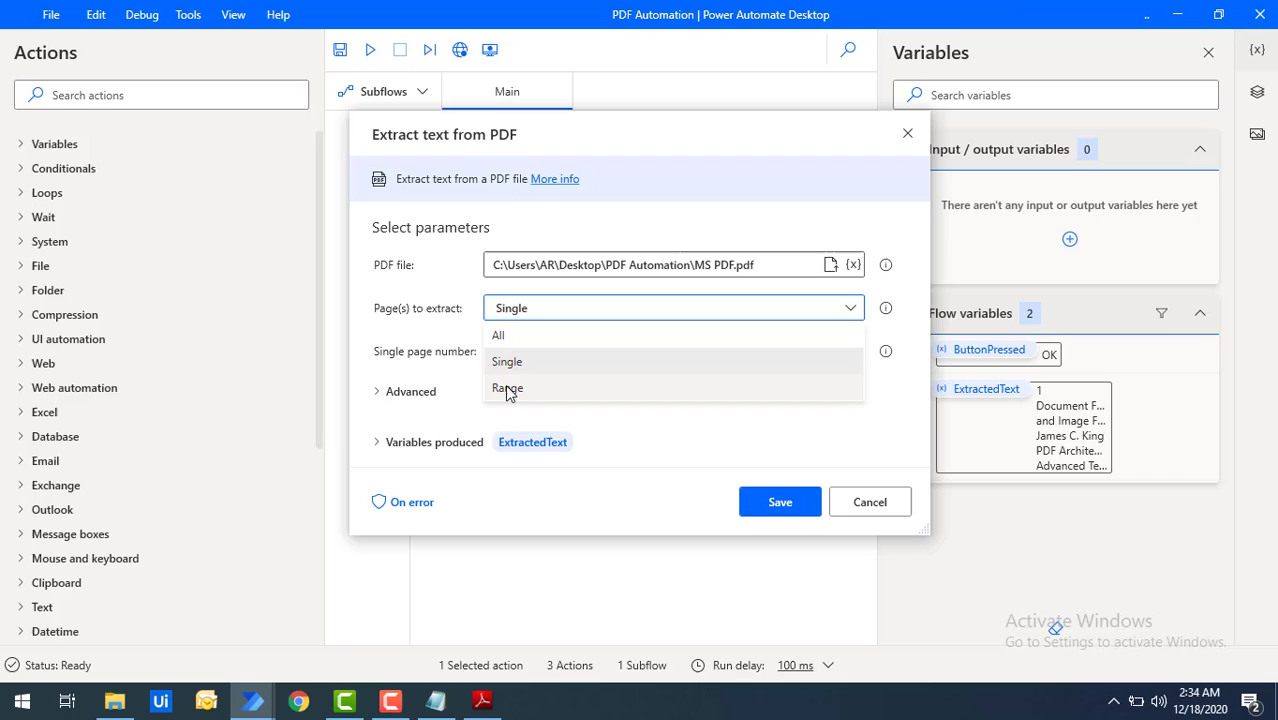 File Edit Debug Tools View Help PDF Automation | Power Automate Desktop
Actions
Search actions
Variables
Conditionals
Loops
Wait
System
File
Folder
Compression
UI automation
Web
Web automation
Excel
Database
Email
Exchange
Outlook
Message boxes
Mouse and keyboard
Clipboard
Text
Datetime
Subflows Main
Extract text from PDF
Extract text from a PDF file More info
Select parameters
PDF file: C:\Users\AR\Desktop\PDF Automation\MS PDF.pdf {x}
Page(s) to extract: Single
All
Single page number:
Single
Range
Advanced
Variables produced ExtractedText
On error Save Cancel
Variables {x}
Search variables
Input / output variables 0
There aren't any input or output variables here yet
Flow variables 2
(x) ButtonPressed OK
(x) ExtractedText 1
Document F...
and Image F...
James C. King
PDF Archite...
Advanced Te...
Activate Windows
Go to Settings to activate Windows.
Status: Ready 1 Selected action 3 Actions 1 Subflow Run delay: 100 ms
Ui 2:34 AM
12/18/2020 2